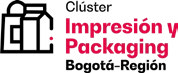 Clúster
Impresión y
Packaging
Bogotá-Región